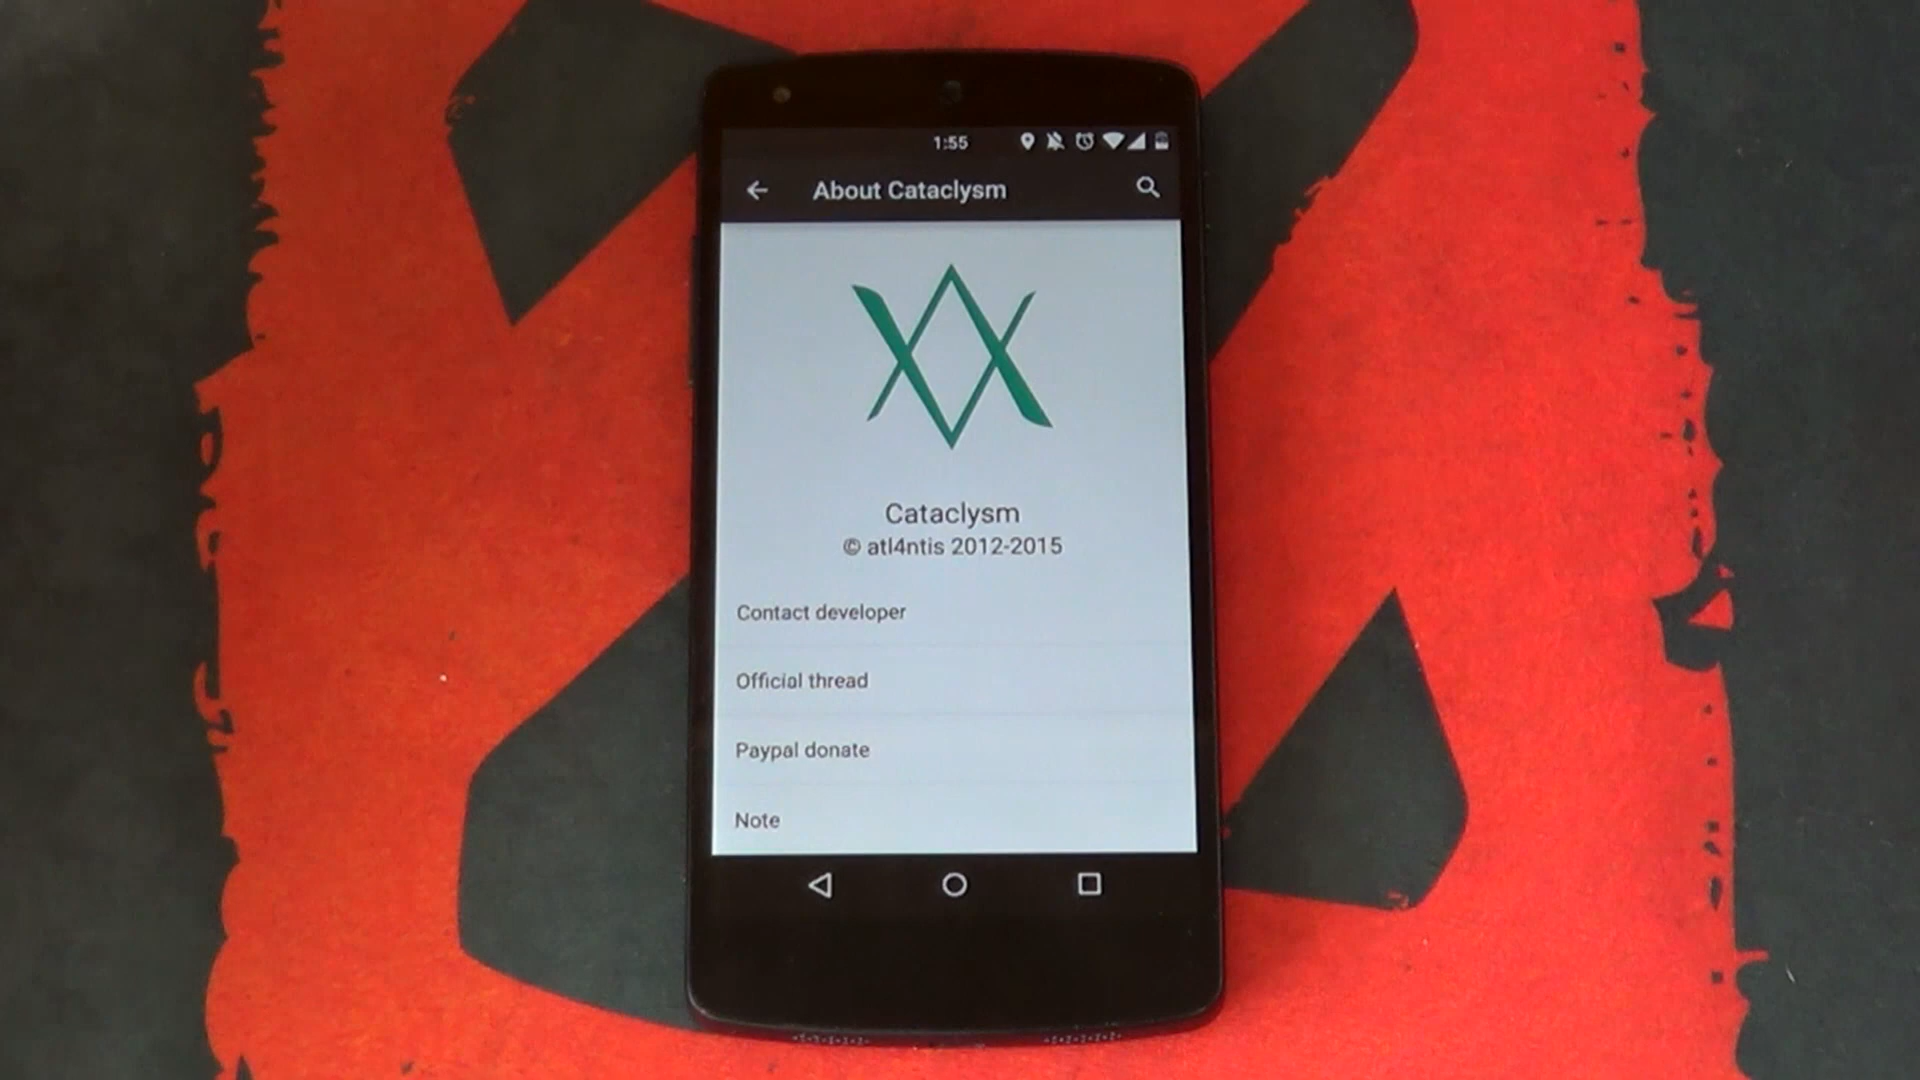 1:55
About Cataclysm
Cataclysm
© atl4ntis 2012-2015
Contact developer
Official thread
Paypal donate
Note